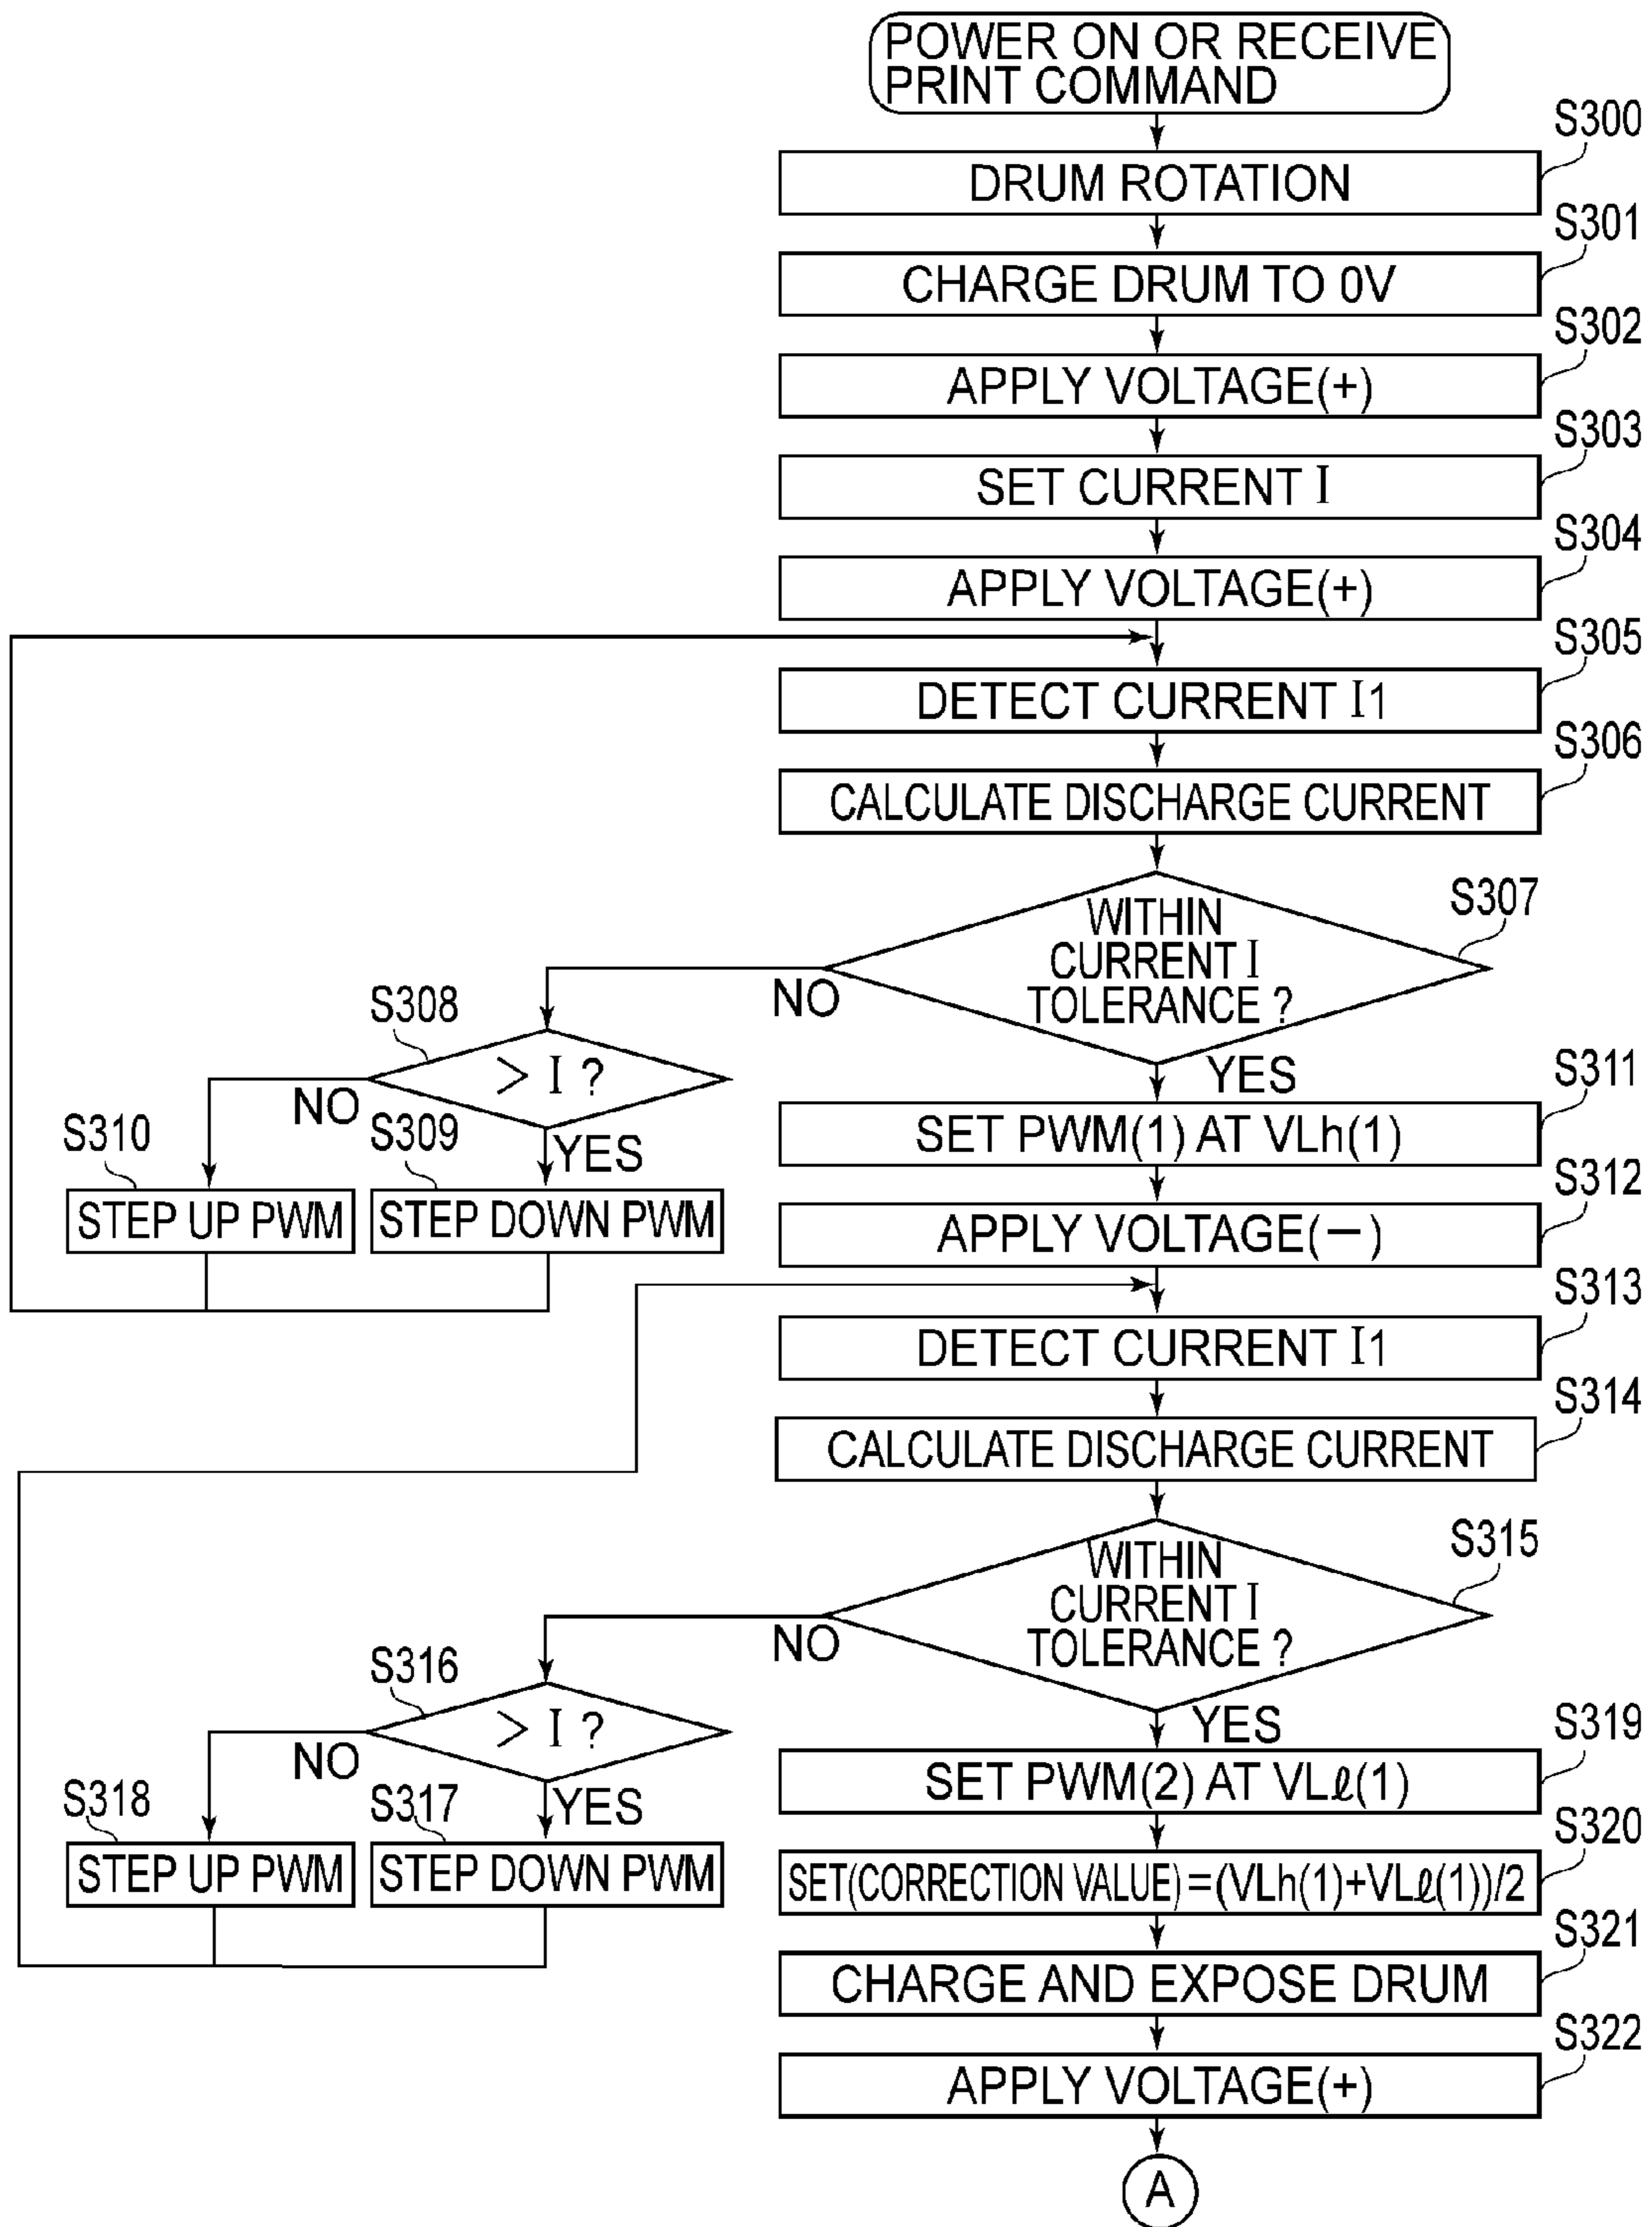 POWER ON OR RECEIVE
PRINT COMMAND
S300
DRUM ROTATION
S301
CHARGE DRUM TO 0V
S302
APPLY VOLTAGE(+)
S303
SET CURRENT I
S304
APPLY VOLTAGE(+)
S305
DETECT CURRENT I1
S306
CALCULATE DISCHARGE CURRENT
S307
WITHIN
CURRENT I
TOLERANCE ?
NO
YES
S308
> I ?
NO
YES
S310
STEP UP PWM
S309
STEP DOWN PWM
S311
SET PWM(1) AT VLh(1)
S312
APPLY VOLTAGE(−)
S313
DETECT CURRENT I1
S314
CALCULATE DISCHARGE CURRENT
S315
WITHIN
CURRENT I
TOLERANCE ?
NO
YES
S316
> I ?
NO
YES
S318
STEP UP PWM
S317
STEP DOWN PWM
S319
SET PWM(2) AT VLℓ(1)
S320
SET(CORRECTION VALUE)=(VLh(1)+VLℓ(1))/2
S321
CHARGE AND EXPOSE DRUM
S322
APPLY VOLTAGE(+)
A